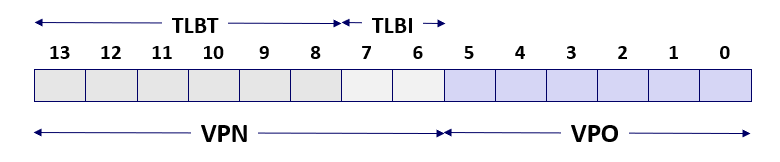 TLBT TLBI
13 12 11 10 9 8 7 6 5 4 3 2 1 0
VPN VPO